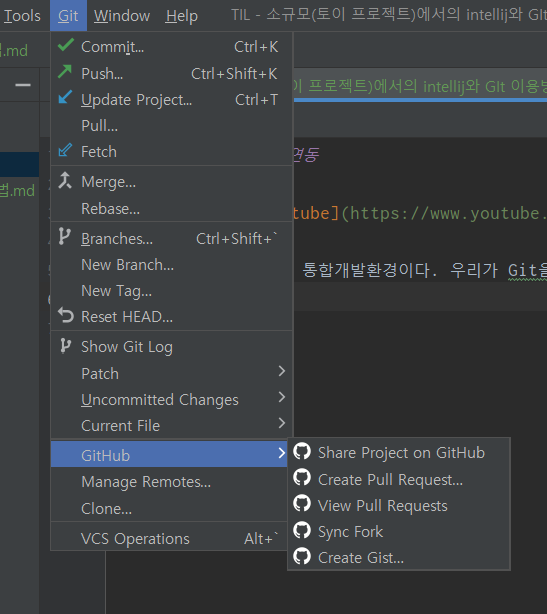 Tools Git Window Help TIL - 소규모(토이 프로젝트)에서의 intellij와 GIt
.md
Commit... Ctrl+K
Push... Ctrl+Shift+K
이 프로젝트)에서의 intellij와 GIt 이용방
Update Project... Ctrl+T
Pull...
Fetch
연동
Merge...
법.md
Rebase...
tube](https://www.youtube.
Branches... Ctrl+Shift+`
New Branch...
통합개발환경이다. 우리가 Git을
New Tag...
Reset HEAD...
Show Git Log
Patch
Uncommitted Changes
Current File
GitHub
Share Project on GitHub
Create Pull Request...
View Pull Requests
Sync Fork
Create Gist...
Manage Remotes...
Clone...
VCS Operations Alt+`